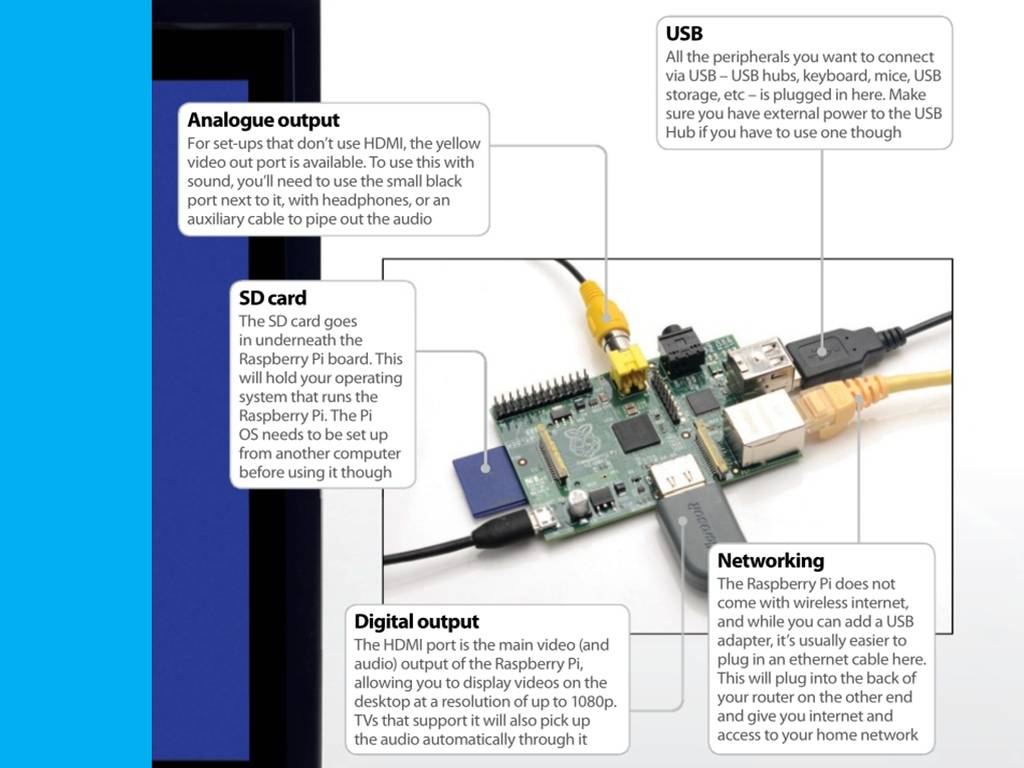 USB
All the peripherals you want to connect
via USB – USB hubs, keyboard, mice, USB
storage, etc – is plugged in here. Make
sure you have external power to the USB
Hub if you have to use one though
Analogue output
For set-ups that don't use HDMI, the yellow
video out port is available. To use this with
sound, you'll need to use the small black
port next to it, with headphones, or an
auxiliary cable to pipe out the audio
SD card
The SD card goes
in underneath the
Raspberry Pi board. This
will hold your operating
system that runs the
Raspberry Pi. The Pi
OS needs to be set up
from another computer
before using it though
Digital output
The HDMI port is the main video (and
audio) output of the Raspberry Pi,
allowing you to display videos on the
desktop at a resolution of up to 1080p.
TVs that support it will also pick up
the audio automatically through it
Networking
The Raspberry Pi does not
come with wireless internet,
and while you can add a USB
adapter, it's usually easier to
plug in an ethernet cable here.
This will plug into the back of
your router on the other end
and give you internet and
access to your home network